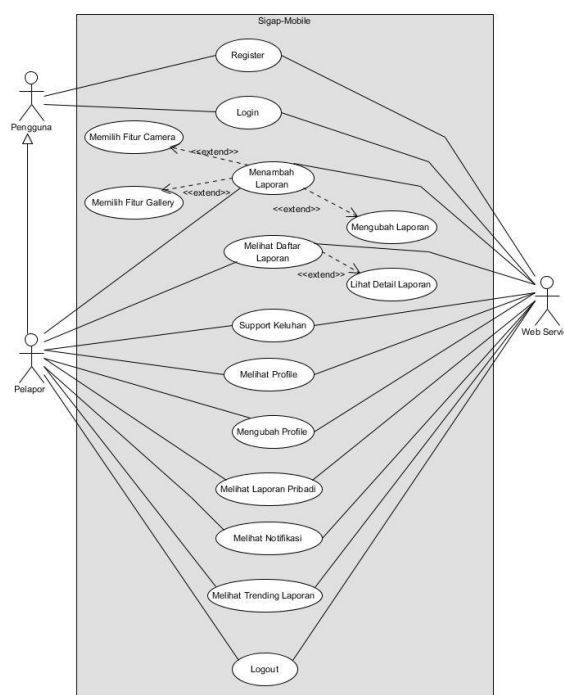 Sigap-Mobile
Register
Pengguna
Login
Memilih Fitur Camera
<<extend>>
Menambah
Laporan
Memilih Fitur Gallery
<<extend>>
<<extend>>
Mengubah Laporan
Melihat Daftar
Laporan
<<extend>>
Lihat Detail Laporan
Support Keluhan
Web Servic
Melihat Profile
Pelapor
Mengubah Profile
Melihat Laporan Pribadi
Melihat Notifikasi
Melihat Trending Laporan
Logout